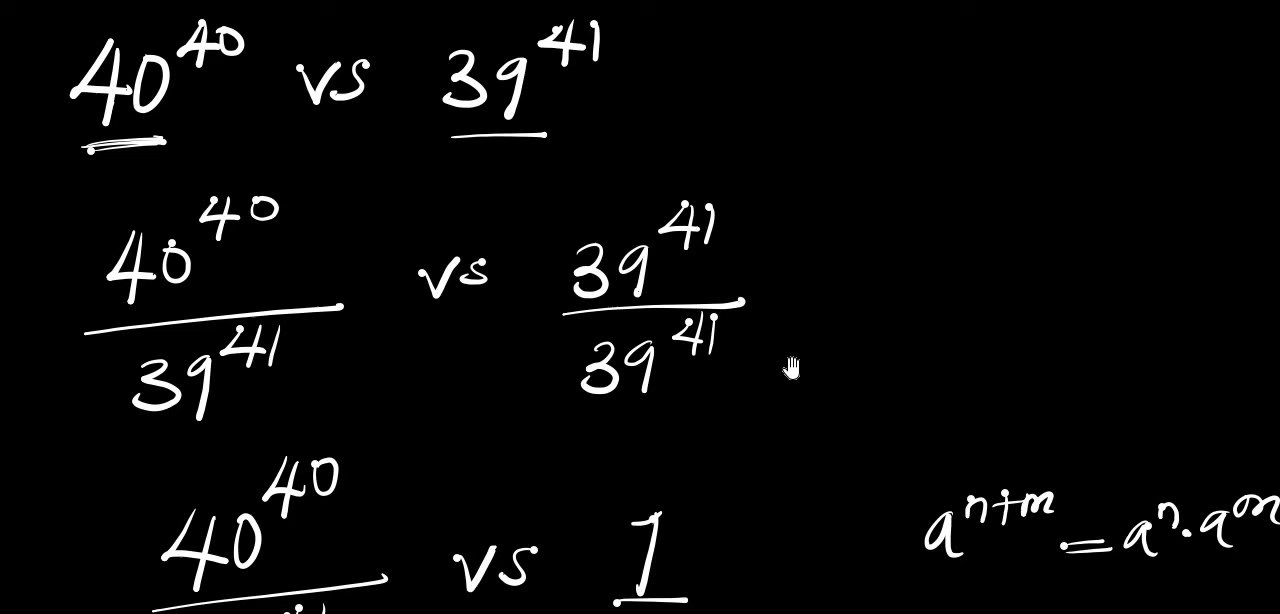 40^40 vs 39^41
40^40 / 39^41 vs 39^41 / 39^41
40^40 vs 1
a^n+m = a^n . a^m